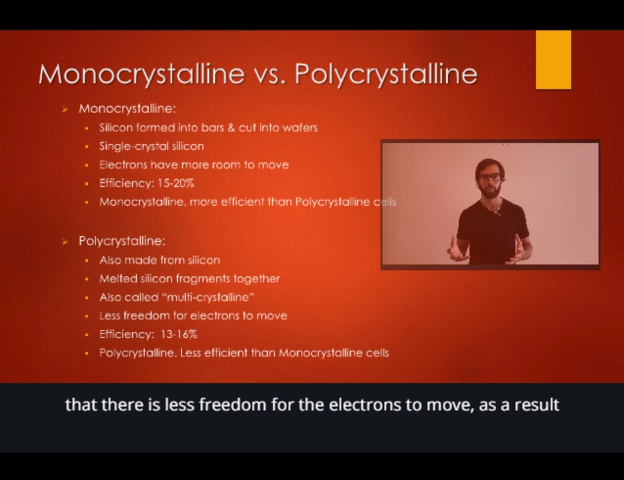 Monocrystalline vs. Polycrystalline
Monocrystalline:
Silicon formed into bars & cut into wafers
Single-crystal silicon
Electrons have more room to move
Efficiency: 15-20%
Monocrystalline, more efficient than Polycrystalline cells
Polycrystalline:
Also made from silicon
Melted silicon fragments together
Also called “multi-crystalline”
Less freedom for electrons to move
Efficiency: 13-16%
Polycrystalline, Less efficient than Monocrystalline cells
that there is less freedom for the electrons to move, as a result